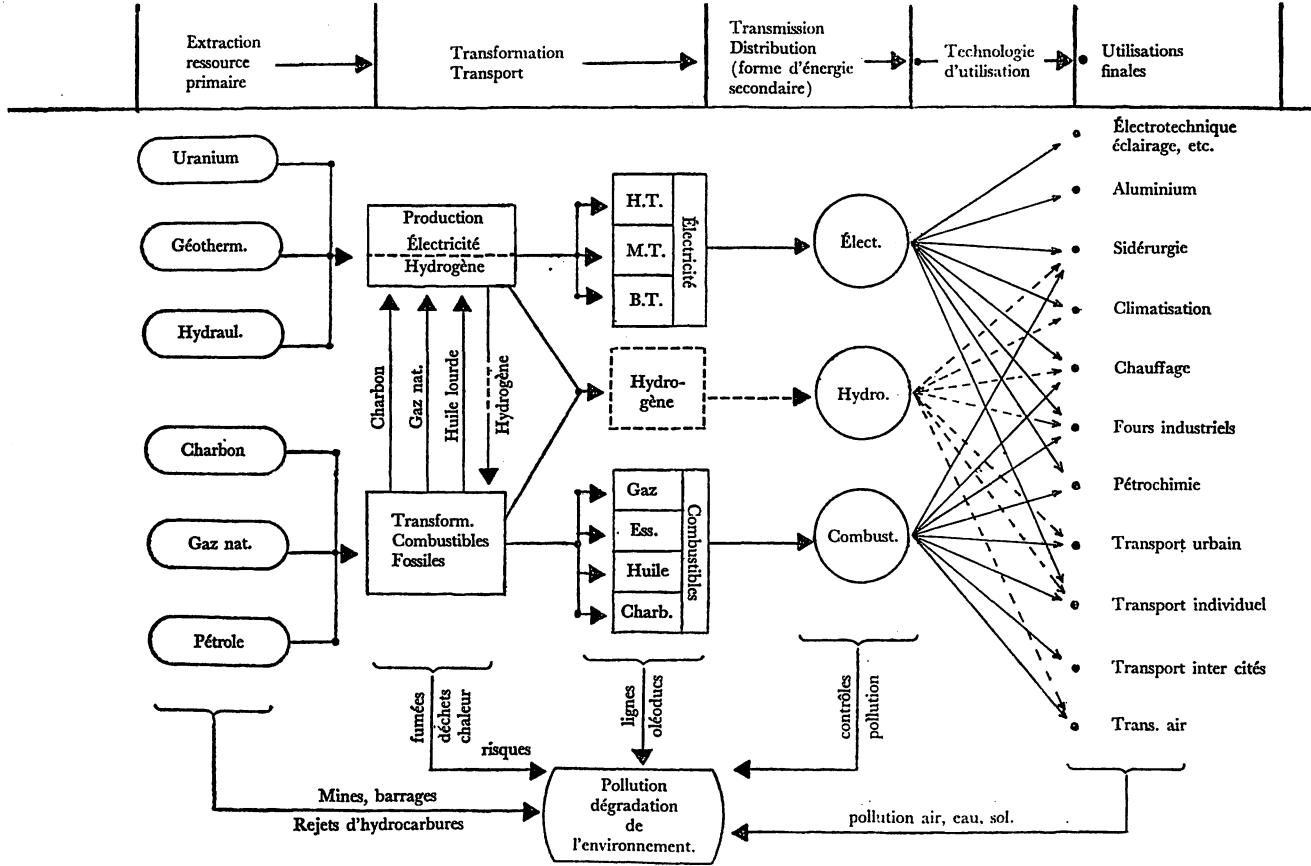 Extraction
ressource
primaire
Transformation
Transport
Transmission
Distribution
(forme d'énergie
secondaire)
Technologie
d'utilisation
Utilisations
finales
Uranium
Géotherm.
Hydraul.
Charbon
Gaz nat.
Pétrole
Production
Électricité
Hydrogène
Charbon
Gaz nat.
Huile lourde
Hydrogène
Transform.
Combustibles
Fossiles
H.T.
M.T.
B.T.
Électricité
Hydro-
gène
Gaz
Ess.
Huile
Charb.
Combustibles
Élect.
Hydro.
Combust.
Électrotechnique
éclairage, etc.
Aluminium
Sidérurgie
Climatisation
Chauffage
Fours industriels
Pétrochimie
Transport urbain
Transport individuel
Transport inter cités
Trans. air
fumées
déchets
chaleur
risques
lignes
oléoducs
contrôles
pollution
Mines, barrages
Rejets d'hydrocarbures
Pollution
dégradation
de
l'environnement.
pollution air, eau, sol.